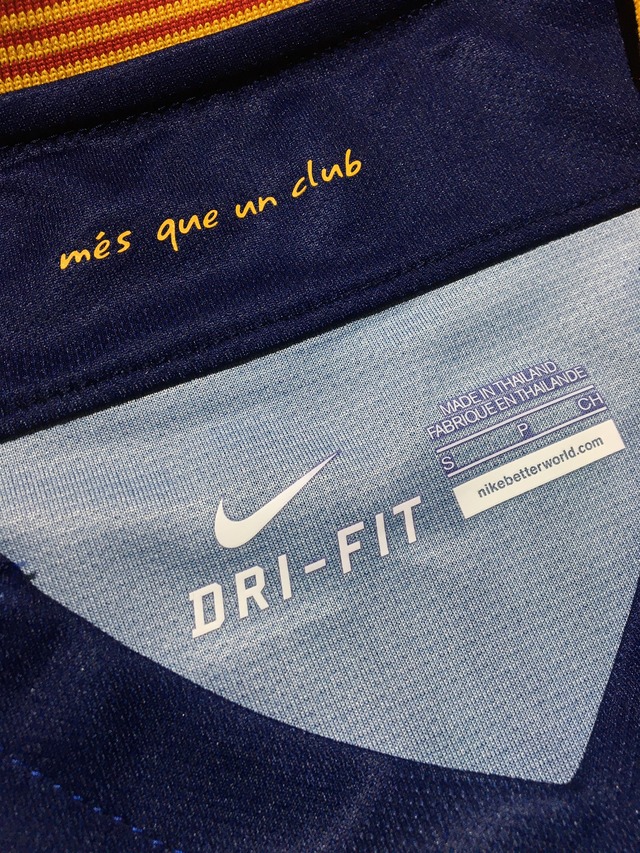 més que un club
MADE IN THAILAND
FABRIQUE EN THAILANDE
S P CH
nikebetterworld.com
DRI-FIT